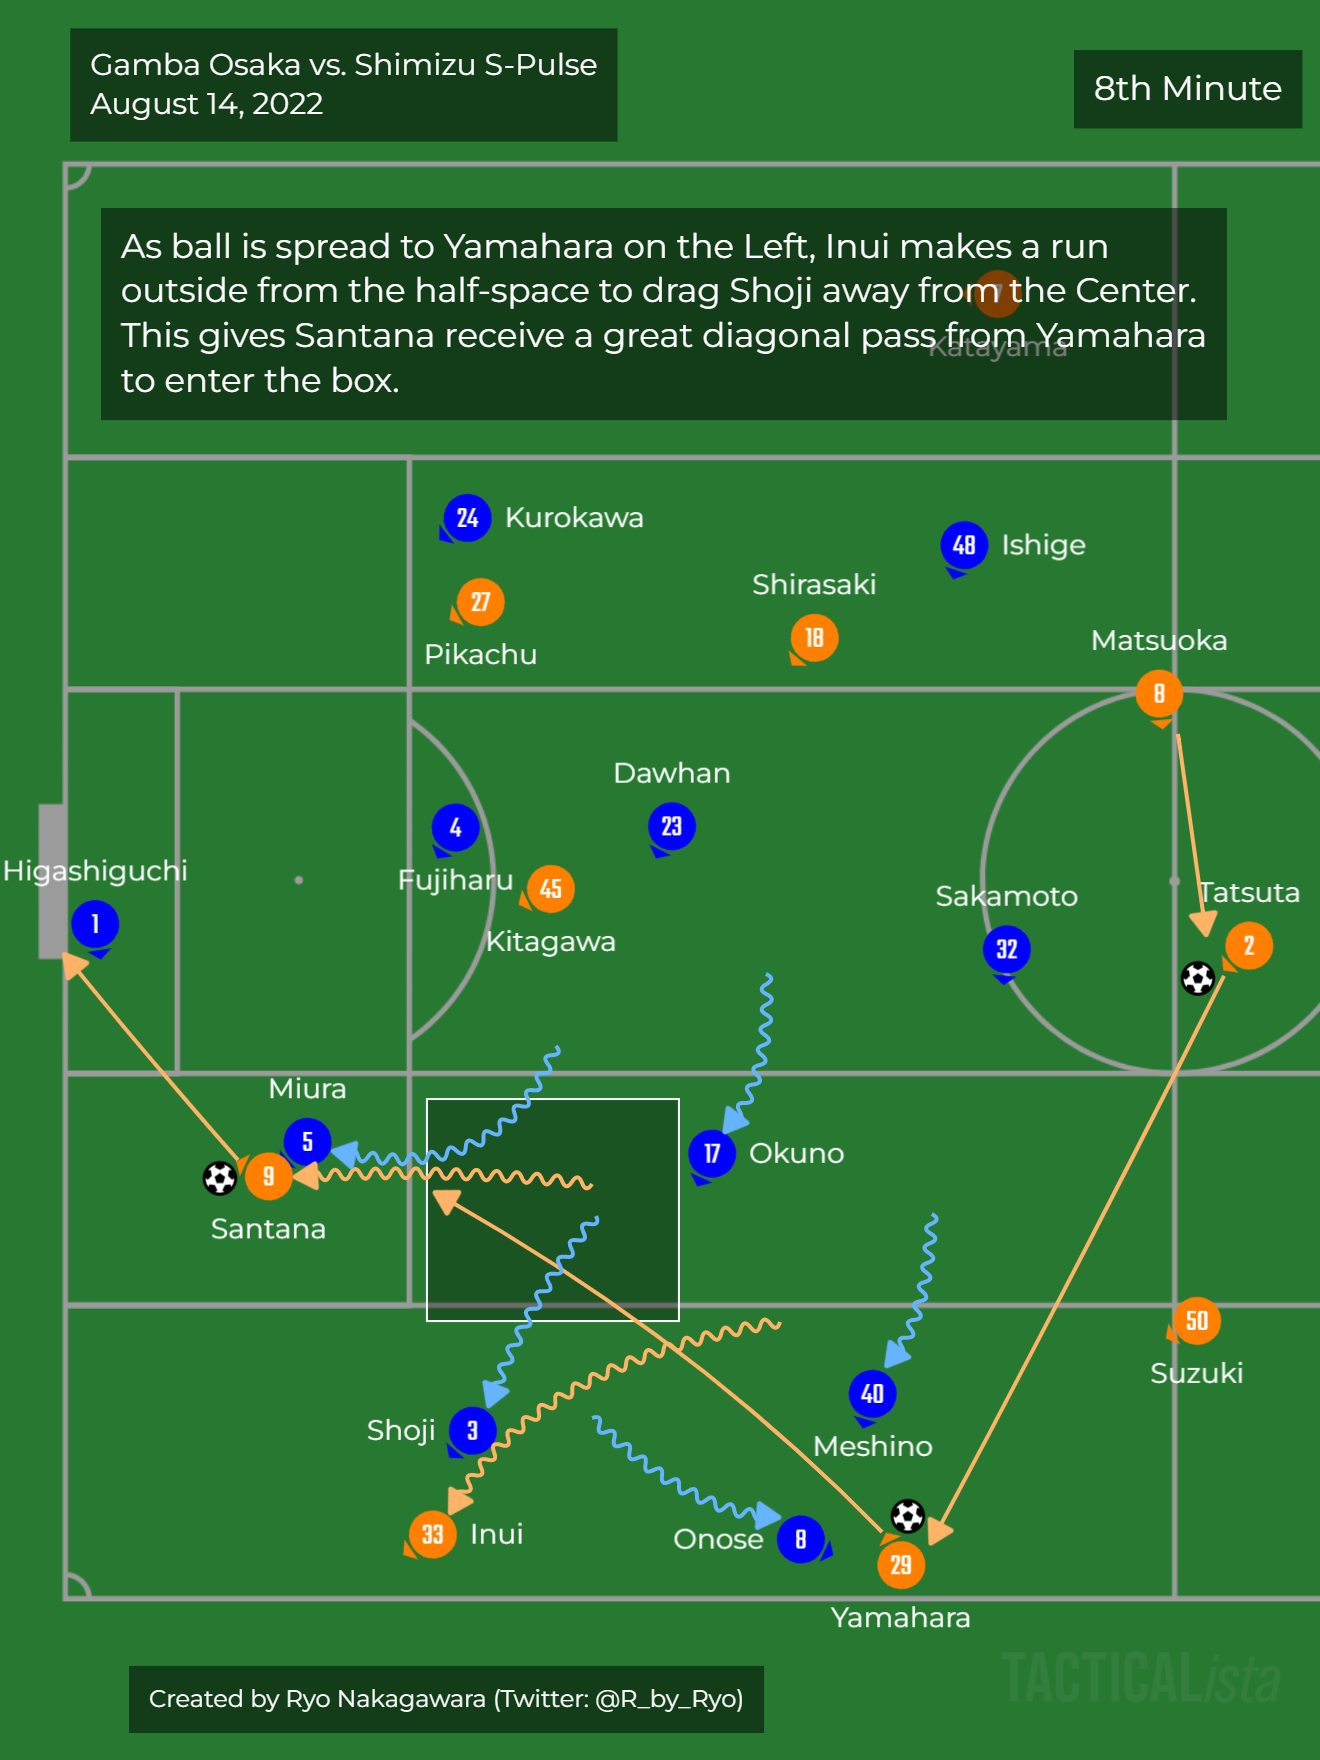 Gamba Osaka vs. Shimizu S-Pulse
August 14, 2022
8th Minute
As ball is spread to Yamahara on the Left, Inui makes a run
outside from the half-space to drag Shoji away from the Center.
This gives Santana receive a great diagonal pass from Yamahara
to enter the box.
7
Katayama
24
Kurokawa
48
Ishige
27
Pikachu
Shirasaki
18
Matsuoka
8
Dawhan
23
4
Fujiharu
45
Kitagawa
Higashiguchi
1
Sakamoto
32
Tatsuta
2
Miura
5
9
Santana
17
Okuno
50
Suzuki
40
Meshino
Shoji
3
33
Inui
Onose
8
29
Yamahara
TACTICALista
Created by Ryo Nakagawara (Twitter: @R_by_Ryo)